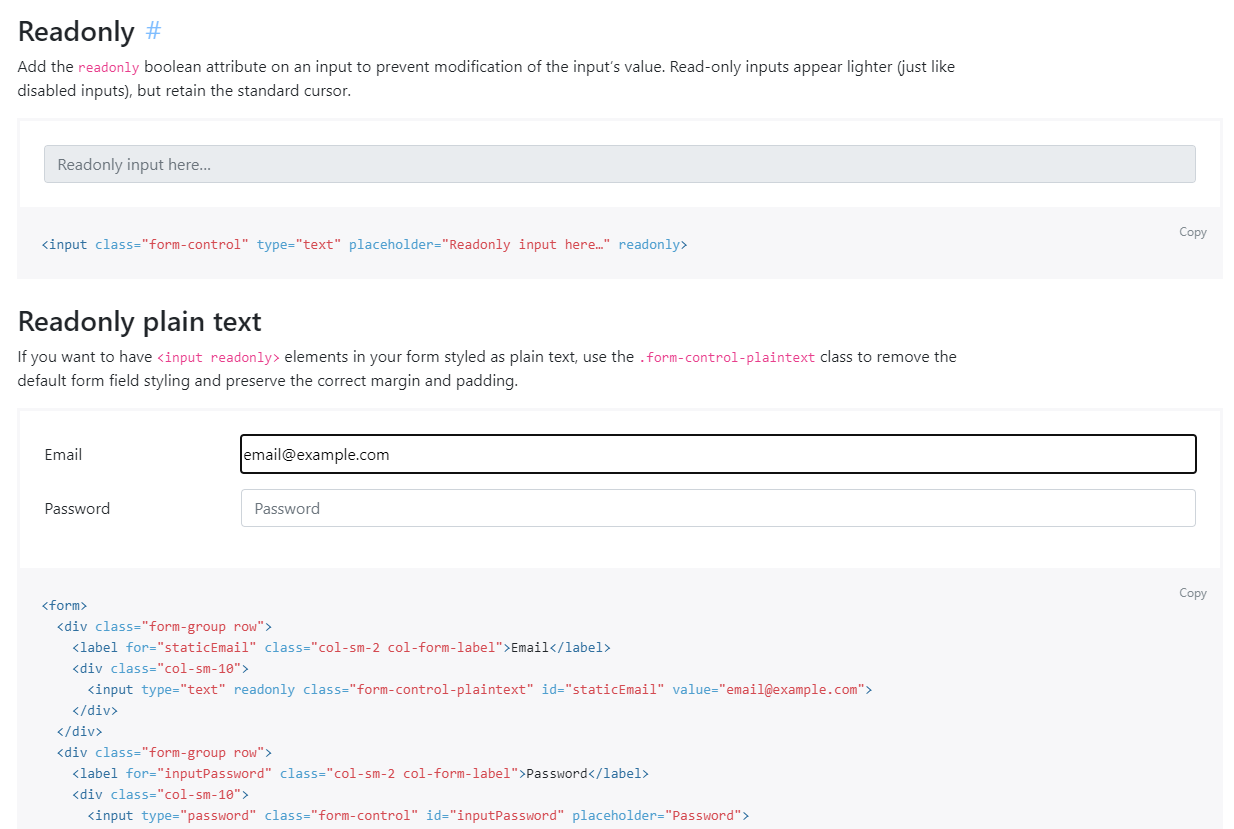 Readonly #
Add the readonly boolean attribute on an input to prevent modification of the input’s value. Read-only inputs appear lighter (just like
disabled inputs), but retain the standard cursor.
Readonly input here...
Copy
<input class="form-control" type="text" placeholder="Readonly input here…" readonly>
Readonly plain text
If you want to have <input readonly> elements in your form styled as plain text, use the .form-control-plaintext class to remove the
default form field styling and preserve the correct margin and padding.
Email email@example.com
Password Password
Copy
<form>
  <div class="form-group row">
    <label for="staticEmail" class="col-sm-2 col-form-label">Email</label>
    <div class="col-sm-10">
      <input type="text" readonly class="form-control-plaintext" id="staticEmail" value="email@example.com">
    </div>
  </div>
  <div class="form-group row">
    <label for="inputPassword" class="col-sm-2 col-form-label">Password</label>
    <div class="col-sm-10">
      <input type="password" class="form-control" id="inputPassword" placeholder="Password">